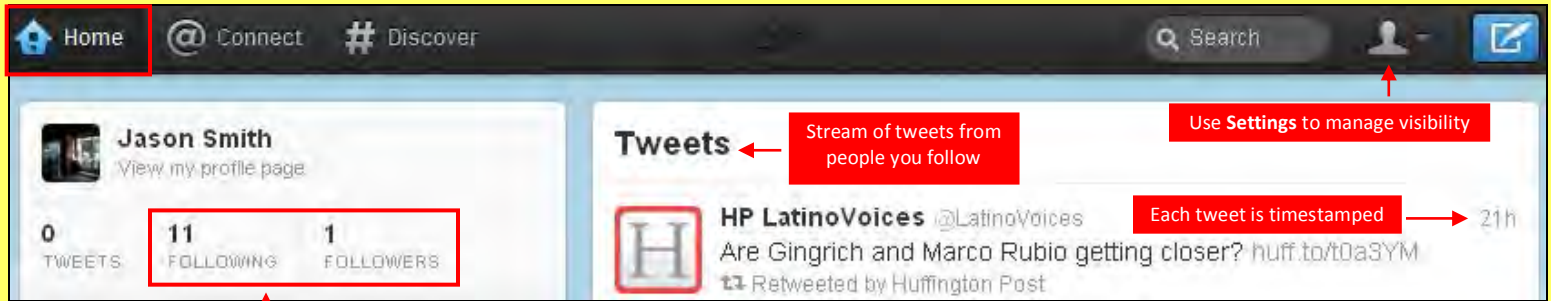 Home @ Connect # Discover Search
Use Settings to manage visibility
Jason Smith
View my profile page
0 11 1
TWEETS FOLLOWING FOLLOWERS
Tweets
Stream of tweets from
people you follow
HP LatinoVoices @LatinoVoices
Each tweet is timestamped
21h
H
Are Gingrich and Marco Rubio getting closer? huff.to/t0a3YM
Retweeted by Huffington Post